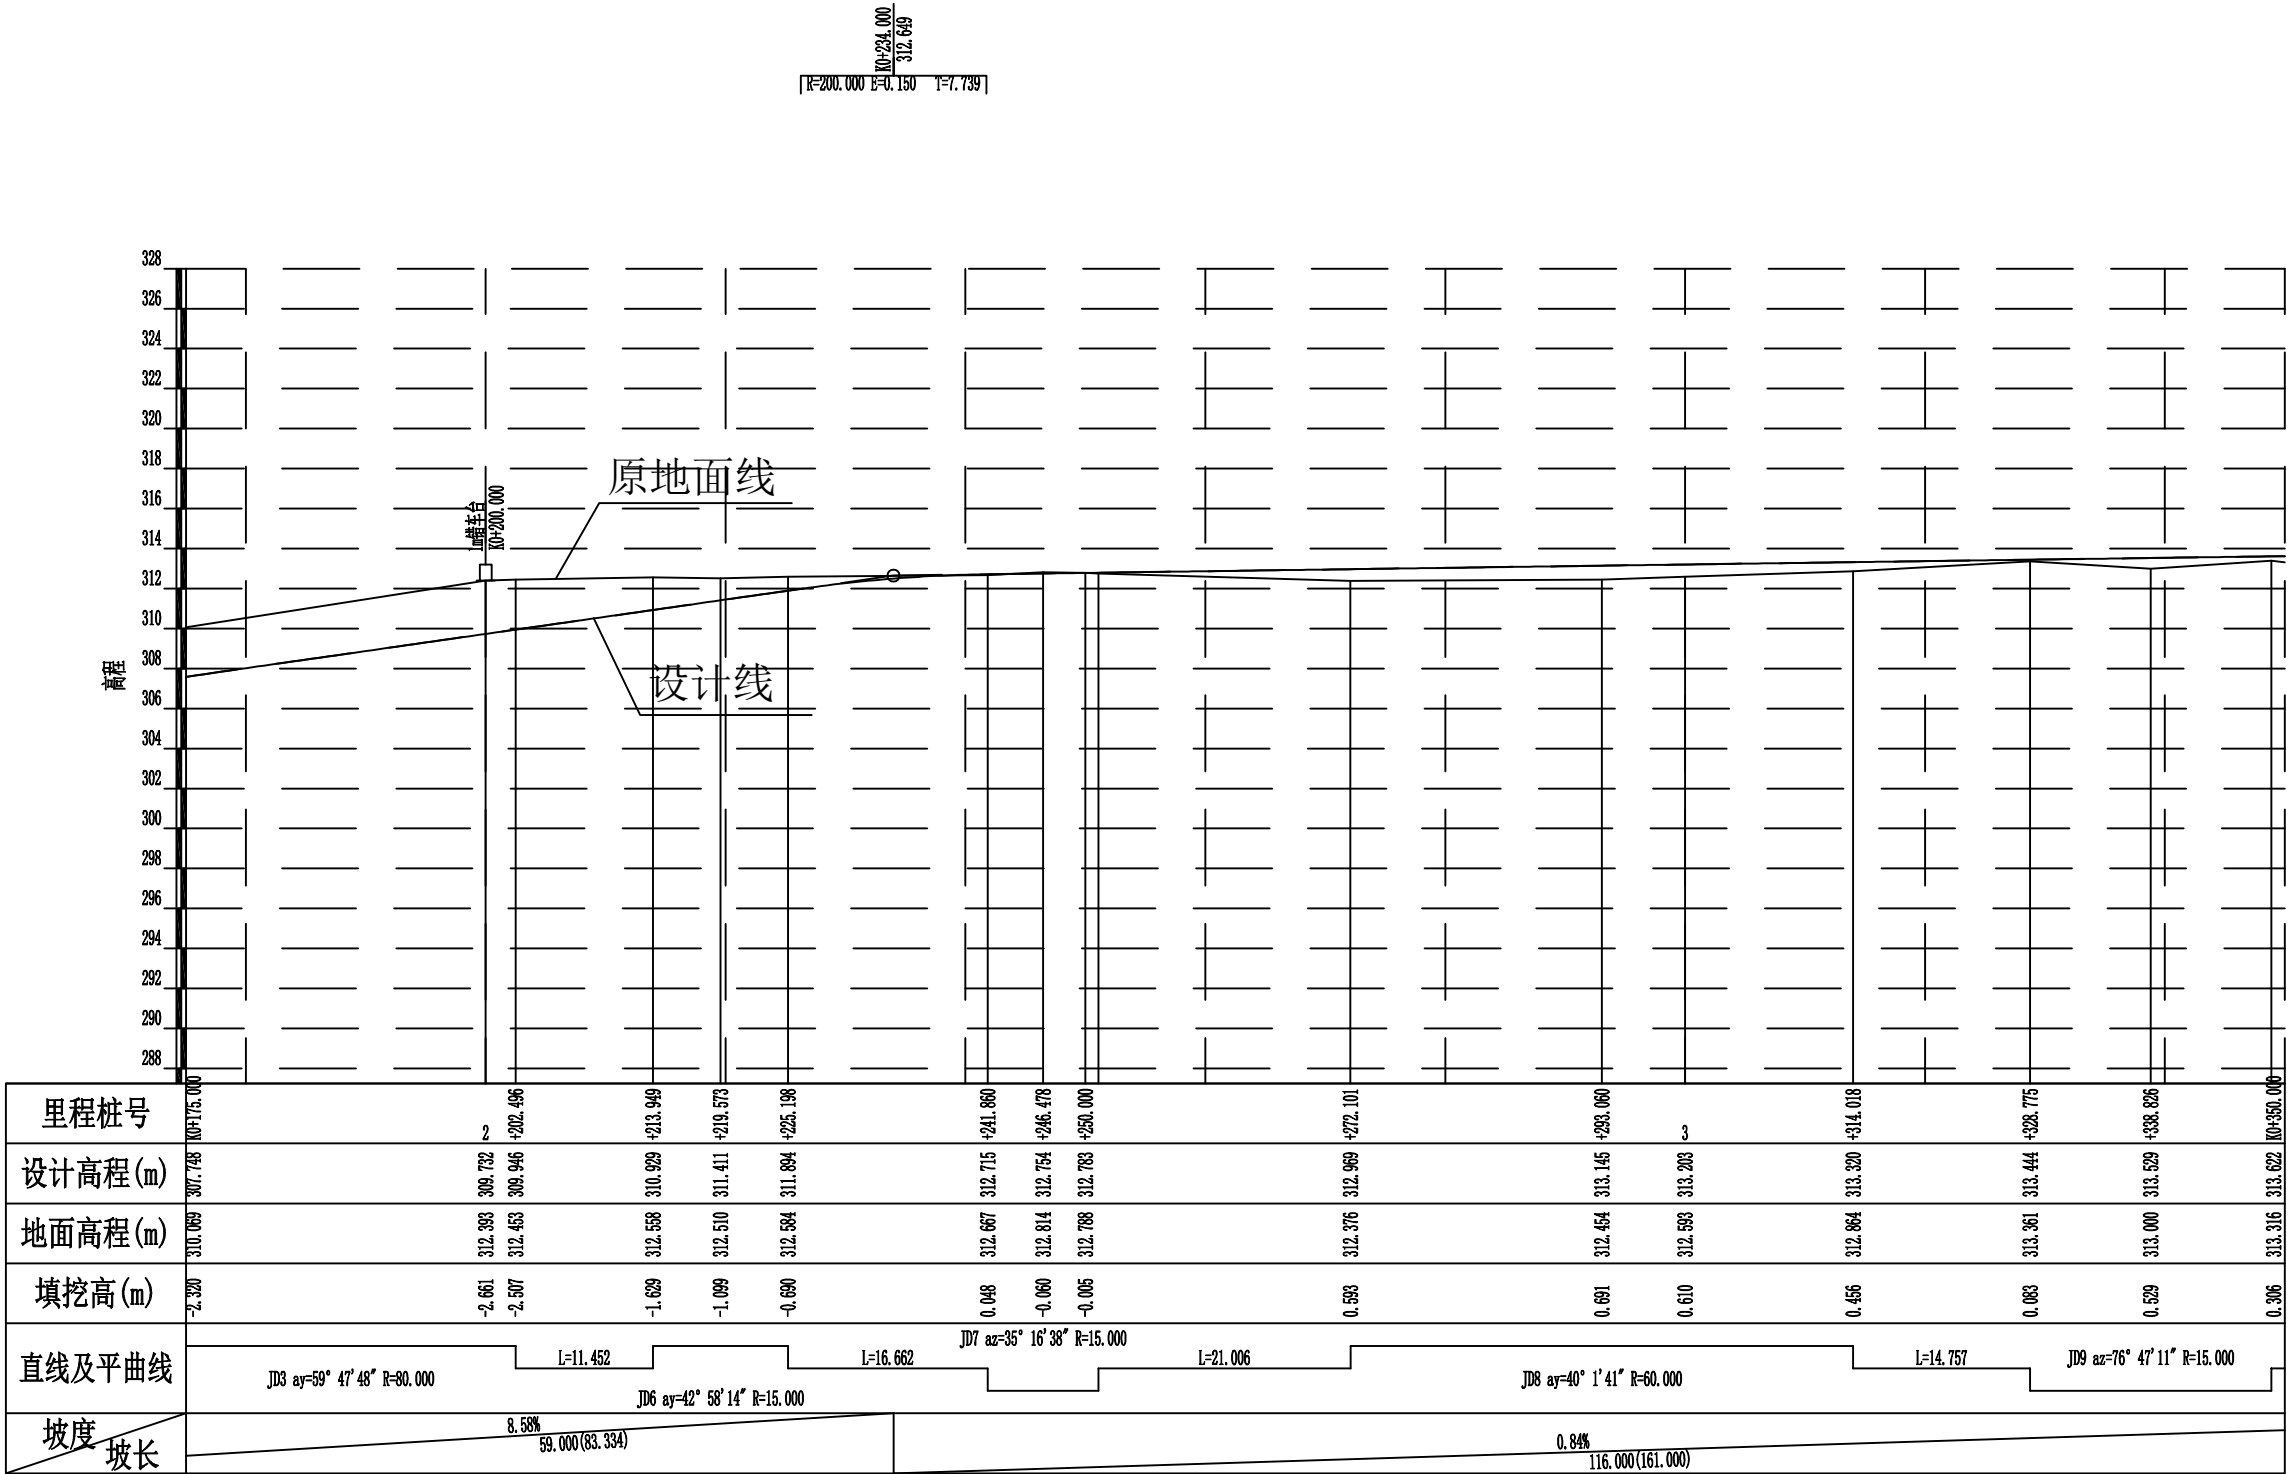 K0+234.000
312.649
R=200.000 E=0.150 T=7.739
328
326
324
322
320
318
316
314
312
310
308
306
304
302
300
298
296
294
292
290
288
高程
1m错车台
K0+200.000
原地面线
设计线
里程桩号 K0+175.000 2 +202.496 +213.949 +219.573 +225.198 +241.860 +246.478 +250.000 +272.101 +293.060 3 +314.018 +328.775 +338.826 K0+350.000
设计高程(m) 307.748 309.732 309.946 310.929 311.411 311.894 312.715 312.754 312.783 312.969 313.145 313.203 313.320 313.444 313.529 313.622
地面高程(m) 310.069 312.393 312.453 312.558 312.510 312.584 312.667 312.814 312.788 312.376 312.454 312.593 312.864 313.361 313.000 313.316
填挖高(m) -2.320 -2.661 -2.507 -1.629 -1.099 -0.690 0.048 -0.060 -0.005 0.593 0.691 0.610 0.456 0.083 0.529 0.306
直线及平曲线
JD3 ay=59°47'48" R=80.000
L=11.452
JD6 ay=42°58'14" R=15.000
L=16.662
JD7 az=35°16'38" R=15.000
L=21.006
JD8 ay=40°1'41" R=60.000
L=14.757
JD9 az=76°47'11" R=15.000
坡度
坡长
8.58%
59.000(83.334)
0.84%
116.000(161.000)